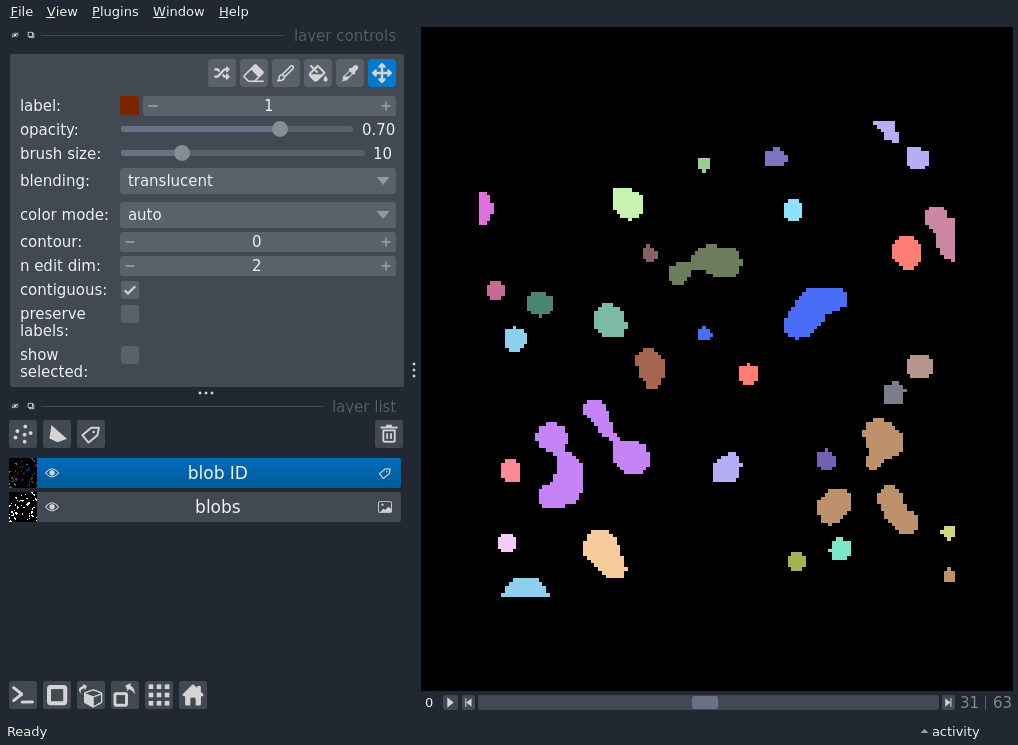 File View Plugins Window Help
layer controls
label: 1
opacity: 0.70
brush size: 10
blending: translucent
color mode: auto
contour: 0
n edit dim: 2
contiguous:
preserve
labels:
show
selected:
layer list
blob ID
blobs
0 31 | 63
Ready activity